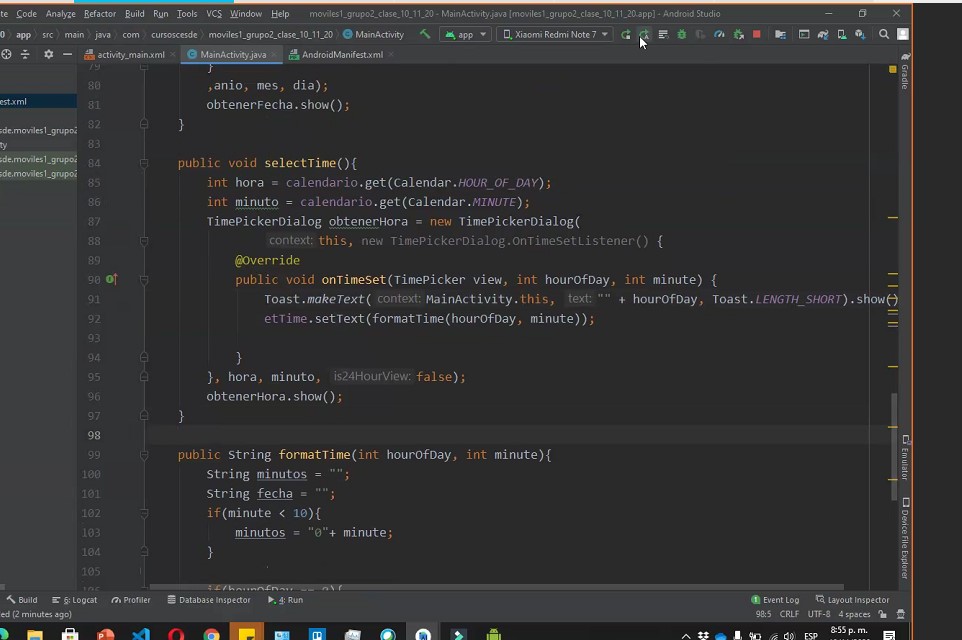 te Code Analyze Refactor Build Run Tools VCS Window Help moviles1_grupo2_clase_10_11_20 - MainActivity.java [moviles1_grupo2_clase_10_11_20.app] - Android Studio
0 app src main java com cursoscesde moviles1_grupo2_clase_10_11_20 MainActivity app Xiaomi Redmi Note 7
activity_main.xml MainActivity.java AndroidManifest.xml
79 }
80 ,anio, mes, dia);
est.xml
81 obtenerFecha.show();
82 }
sde.moviles1_grupo2
83
ty
sde.moviles1_grupo2
84 public void selectTime(){
sde.moviles1_grupo2
85 int hora = calendario.get(Calendar.HOUR_OF_DAY);
86 int minuto = calendario.get(Calendar.MINUTE);
87 TimePickerDialog obtenerHora = new TimePickerDialog(
88 context: this, new TimePickerDialog.OnTimeSetListener() {
89 @Override
90 public void onTimeSet(TimePicker view, int hourOfDay, int minute) {
91 Toast.makeText( context: MainActivity.this, text: "" + hourOfDay, Toast.LENGTH_SHORT).show()
92 etTime.setText(formatTime(hourOfDay, minute));
93
94 }
95 }, hora, minuto, is24HourView: false);
96 obtenerHora.show();
97 }
98
99 public String formatTime(int hourOfDay, int minute){
100 String minutos = "";
101 String fecha = "";
102 if(minute < 10){
103 minutos = "0"+ minute;
104 }
105
106 if(hourOfDay == 0){
Gradle
Emulator
Device File Explorer
Build 6: Logcat Profiler Database Inspector 4: Run 1 Event Log Layout Inspector
ed (2 minutes ago) 98:5 CRLF UTF-8 4 spaces
ESP 8:55 p. m.